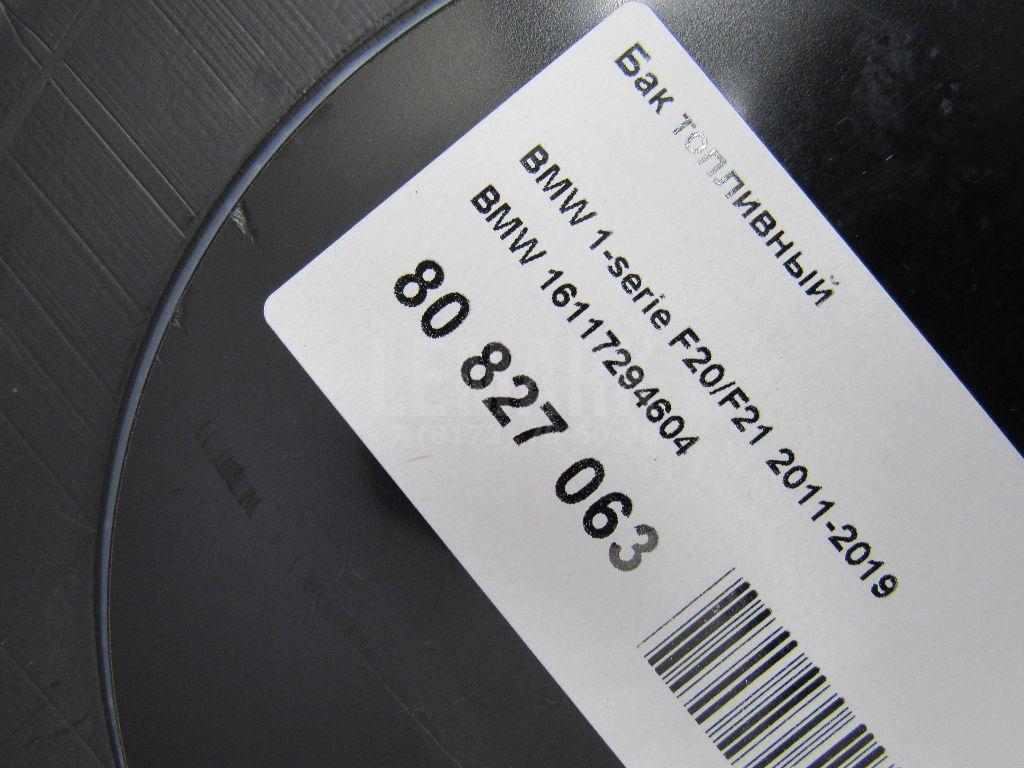 Бак топливный
BMW 1-serie F20/F21 2011-2019
BMW 16117294604
80 827 063